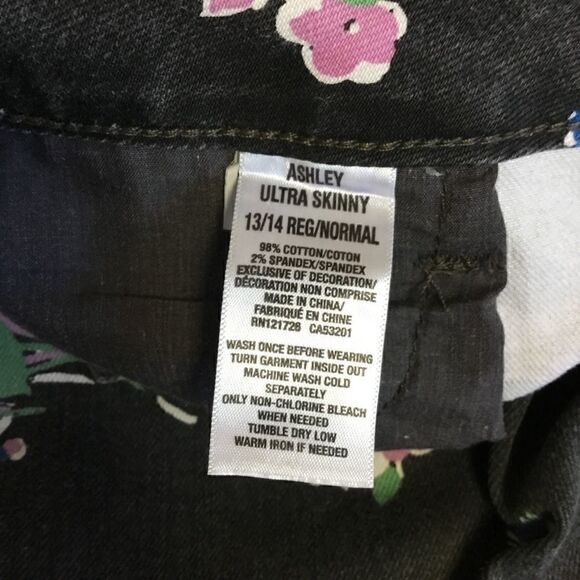 ASHLEY
ULTRA SKINNY
13/14 REG/NORMAL
98% COTTON/COTON
2% SPANDEX/SPANDEX
EXCLUSIVE OF DECORATION/
DÉCORATION NON COMPRISE
MADE IN CHINA/
FABRIQUÉ EN CHINE
RN121726 CA53201
WASH ONCE BEFORE WEARING
TURN GARMENT INSIDE OUT
MACHINE WASH COLD
SEPARATELY
ONLY NON-CHLORINE BLEACH
WHEN NEEDED
TUMBLE DRY LOW
WARM IRON IF NEEDED